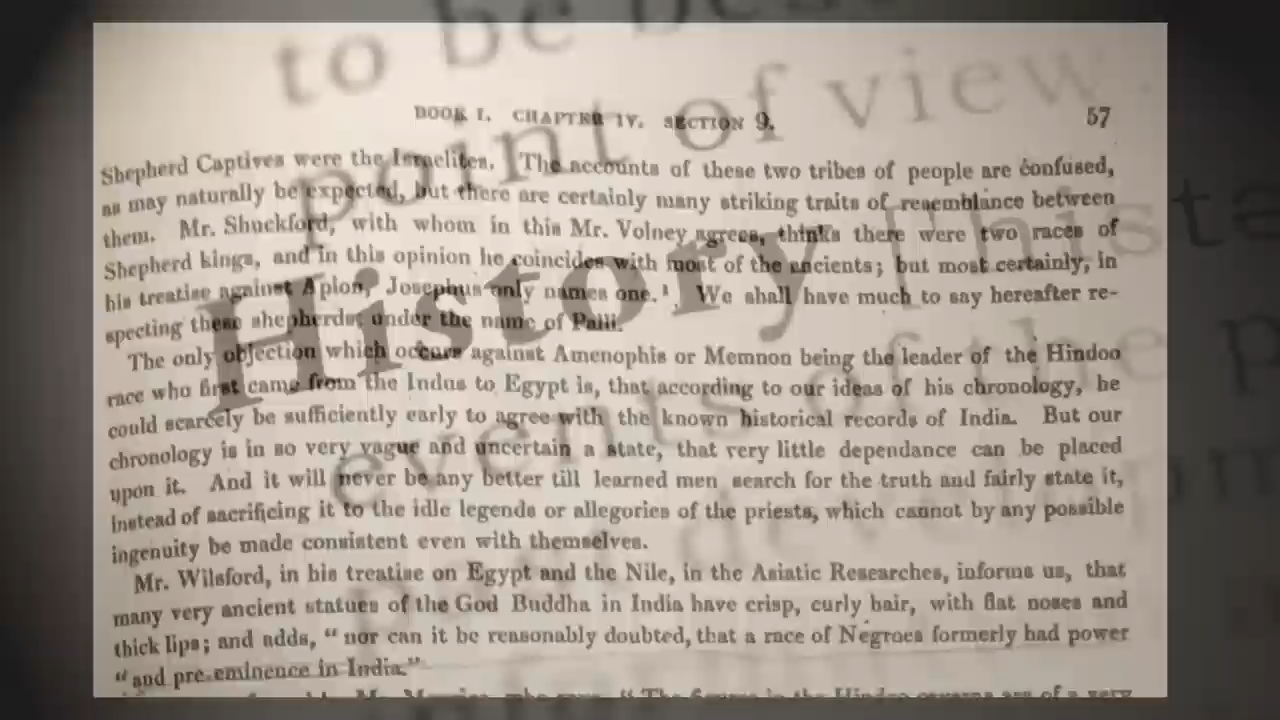 to be
point of view.
History
events of the p
BOOK I. CHAPTER IV. SECTION 9. 57
Shepherd Captives were the Israelites. The accounts of these two tribes of people are confused,
as may naturally be expected, but there are certainly many striking traits of resemblance between
them. Mr. Shuckford, with whom in this Mr. Volney agrees, thinks there were two races of
Shepherd kings, and in this opinion he coincides with most of the ancients; but most certainly, in
his treatise against Apion, Josephus only names one.¹ We shall have much to say hereafter re-
specting these shepherds, under the name of Palli.
The only objection which occurs against Amenophis or Memnon being the leader of the Hindoo
race who first came from the Indus to Egypt is, that according to our ideas of his chronology, he
could scarcely be sufficiently early to agree with the known historical records of India. But our
chronology is in so very vague and uncertain a state, that very little dependance can be placed
upon it. And it will never be any better till learned men search for the truth and fairly state it,
instead of sacrificing it to the idle legends or allegories of the priests, which cannot by any possible
ingenuity be made consistent even with themselves.
Mr. Wilsford, in his treatise on Egypt and the Nile, in the Asiatic Researches, informs us, that
many very ancient statues of the God Buddha in India have crisp, curly hair, with flat noses and
thick lips; and adds, "nor can it be reasonably doubted, that a race of Negroes formerly had power
"and pre-eminence in India."